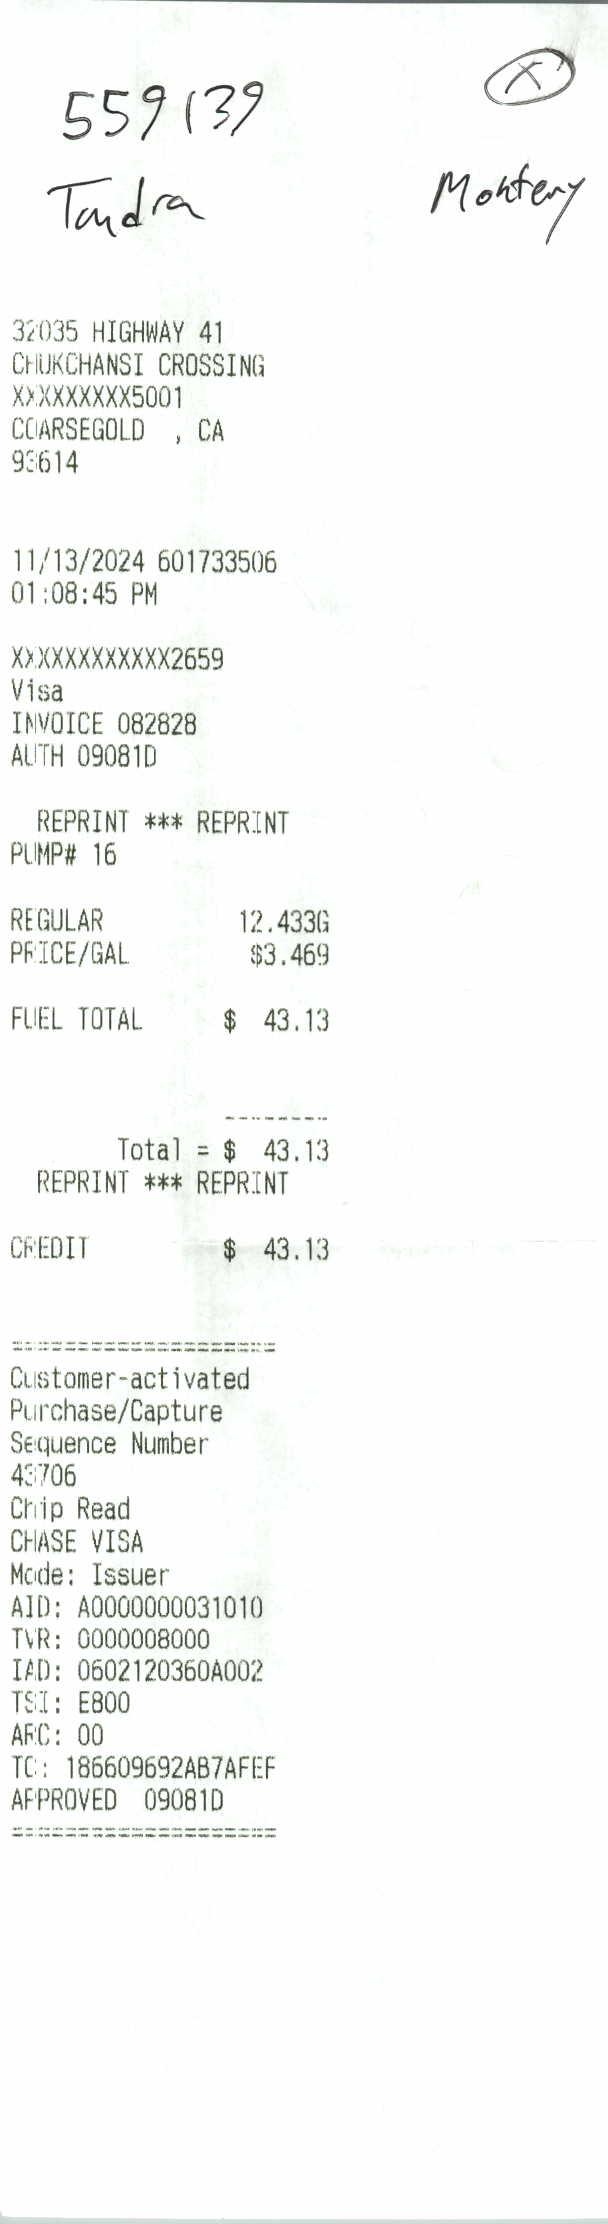 559139
X
Tandra
Monterey
32035 HIGHWAY 41
CHUKCHANSI CROSSING
XXXXXXXXX5001
COARSEGOLD , CA
93614
11/13/2024 601733506
01:08:45 PM
XXXXXXXXXXXX2659
Visa
INVOICE 082828
AUTH 09081D
REPRINT *** REPRINT
PUMP# 16
REGULAR 12.433G
PRICE/GAL $3.469
FUEL TOTAL $ 43.13
--------
Total = $ 43.13
REPRINT *** REPRINT
CREDIT $ 43.13
====================
Customer-activated
Purchase/Capture
Sequence Number
43706
Chip Read
CHASE VISA
Mode: Issuer
AID: A0000000031010
TVR: 0000008000
IAD: 0602120360A002
TSI: E800
ARC: 00
TC: 186609692AB7AFEF
APPROVED 09081D
====================